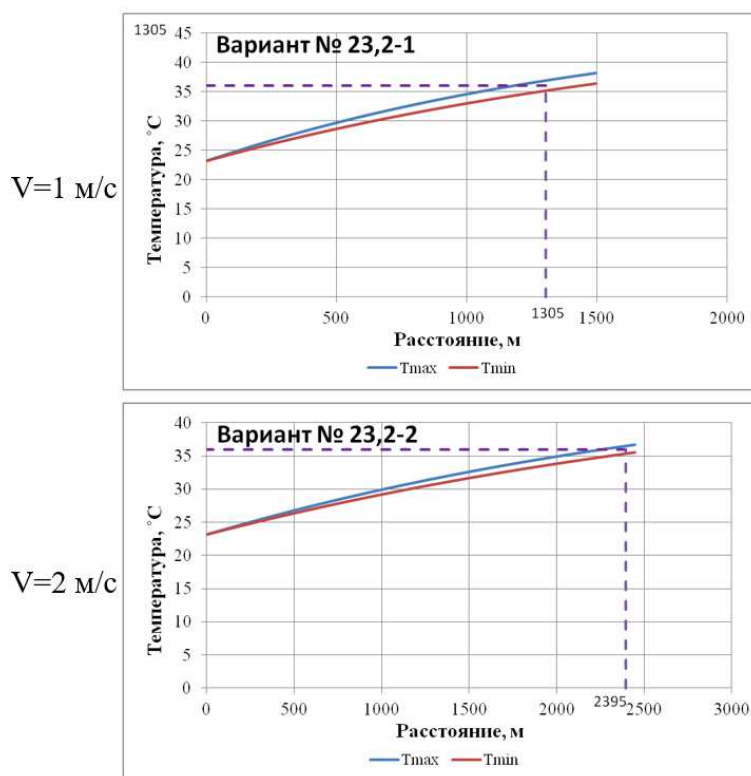 1305
Вариант № 23,2-1
V=1 м/с
Температура, °C
45
40
35
30
25
20
15
10
5
0
0 500 1000 1305 1500 2000
Расстояние, м
Tmax Tmin
Вариант № 23,2-2
V=2 м/с
Температура, °C
40
35
30
25
20
15
10
5
0
0 500 1000 1500 2000 2395 2500 3000
Расстояние, м
Tmax Tmin